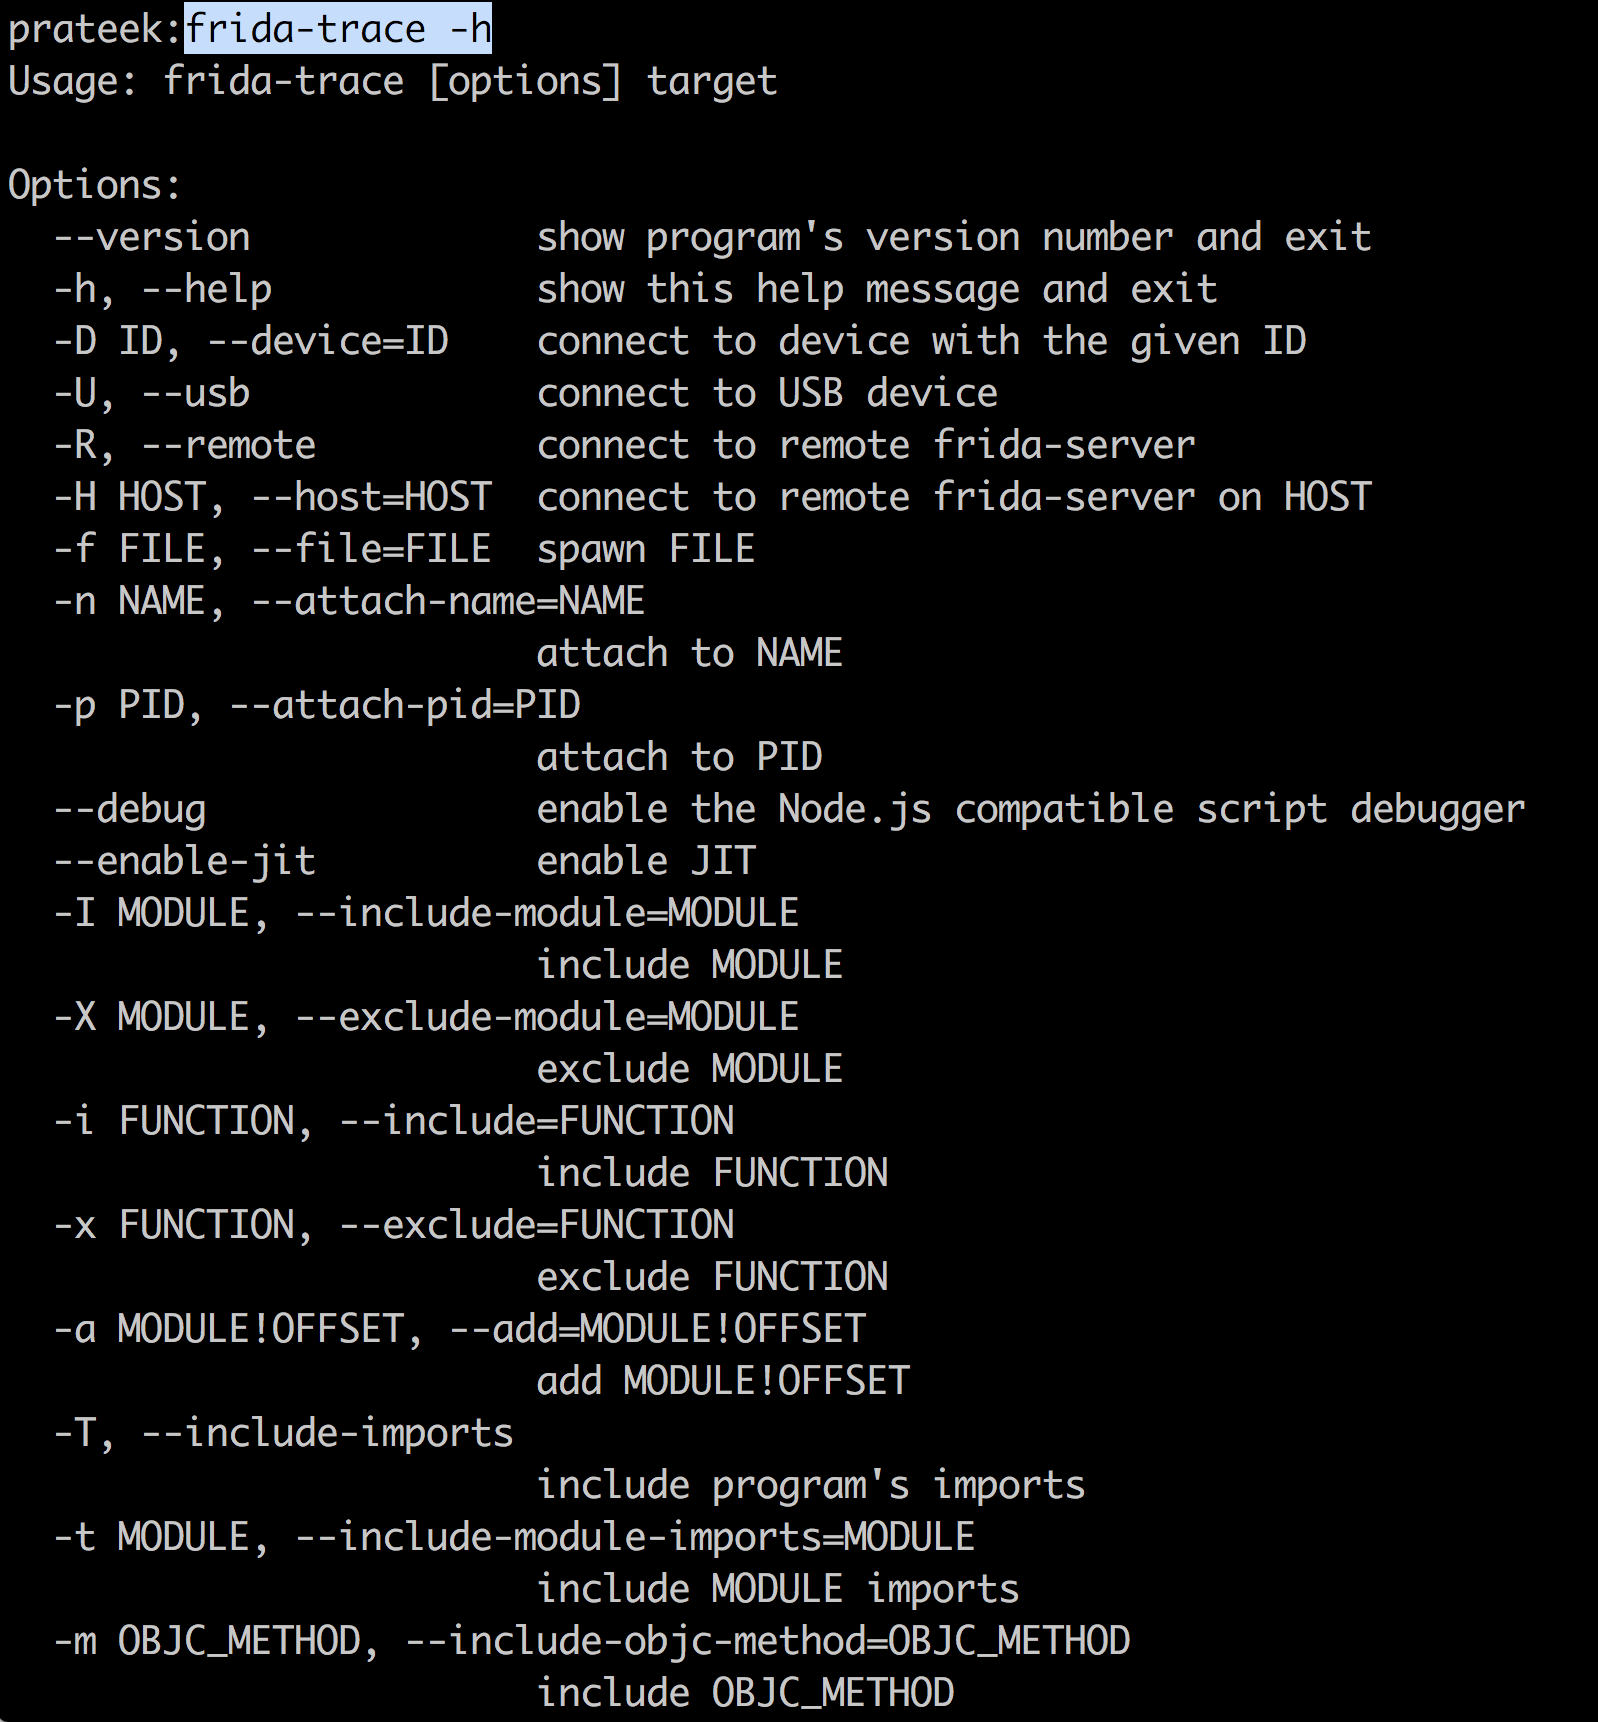 prateek:frida-trace -h
Usage: frida-trace [options] target
Options:
--version show program's version number and exit
-h, --help show this help message and exit
-D ID, --device=ID connect to device with the given ID
-U, --usb connect to USB device
-R, --remote connect to remote frida-server
-H HOST, --host=HOST connect to remote frida-server on HOST
-f FILE, --file=FILE spawn FILE
-n NAME, --attach-name=NAME
attach to NAME
-p PID, --attach-pid=PID
attach to PID
--debug enable the Node.js compatible script debugger
--enable-jit enable JIT
-I MODULE, --include-module=MODULE
include MODULE
-X MODULE, --exclude-module=MODULE
exclude MODULE
-i FUNCTION, --include=FUNCTION
include FUNCTION
-x FUNCTION, --exclude=FUNCTION
exclude FUNCTION
-a MODULE!OFFSET, --add=MODULE!OFFSET
add MODULE!OFFSET
-T, --include-imports
include program's imports
-t MODULE, --include-module-imports=MODULE
include MODULE imports
-m OBJC_METHOD, --include-objc-method=OBJC_METHOD
include OBJC_METHOD